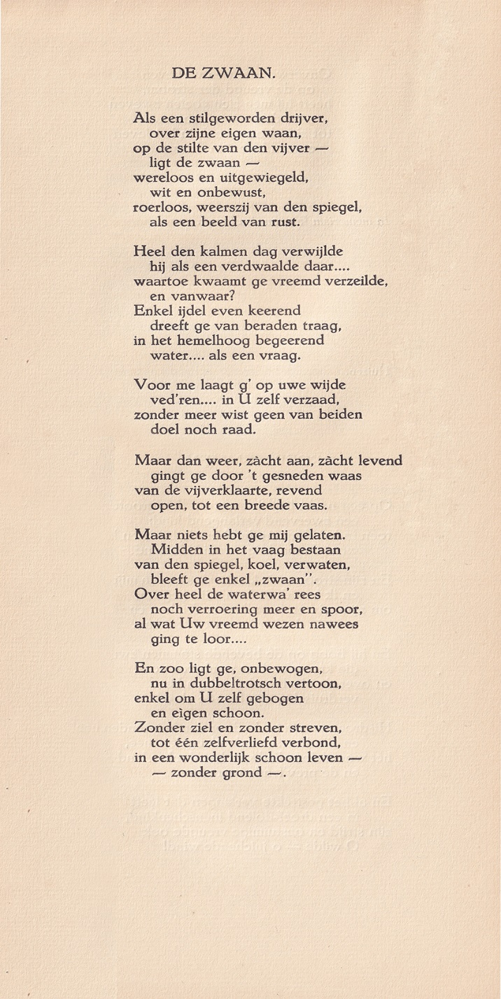 DE ZWAAN.
Als een stilgeworden drijver,
over zijne eigen waan,
op de stilte van den vijver —
ligt de zwaan —
wereloos en uitgewiegeld,
wit en onbewust,
roerloos, weerszij van den spiegel,
als een beeld van rust.
Heel den kalmen dag verwijlde
hij als een verdwaalde daar....
waartoe kwaamt ge vreemd verzeilde,
en vanwaar?
Enkel ijdel even keerend
dreeft ge van beraden traag,
in het hemelhoog begeerend
water.... als een vraag.
Voor me laagt g' op uwe wijde
ved'ren.... in U zelf verzaad,
zonder meer wist geen van beiden
doel noch raad.
Maar dan weer, zàcht aan, zàcht levend
gingt ge door 't gesneden waas
van de vijverklaarte, revend
open, tot een breede vaas.
Maar niets hebt ge mij gelaten.
Midden in het vaag bestaan
van den spiegel, koel, verwaten,
bleeft ge enkel „zwaan”.
Over heel de waterwa' rees
noch verroering meer en spoor,
al wat Uw vreemd wezen nawees
ging te loor....
En zoo ligt ge, onbewogen,
nu in dubbeltrotsch vertoon,
enkel om U zelf gebogen
en eìgen schoon.
Zonder ziel en zonder streven,
tot één zelfverliefd verbond,
in een wonderlijk schoon leven —
— zonder grond —.